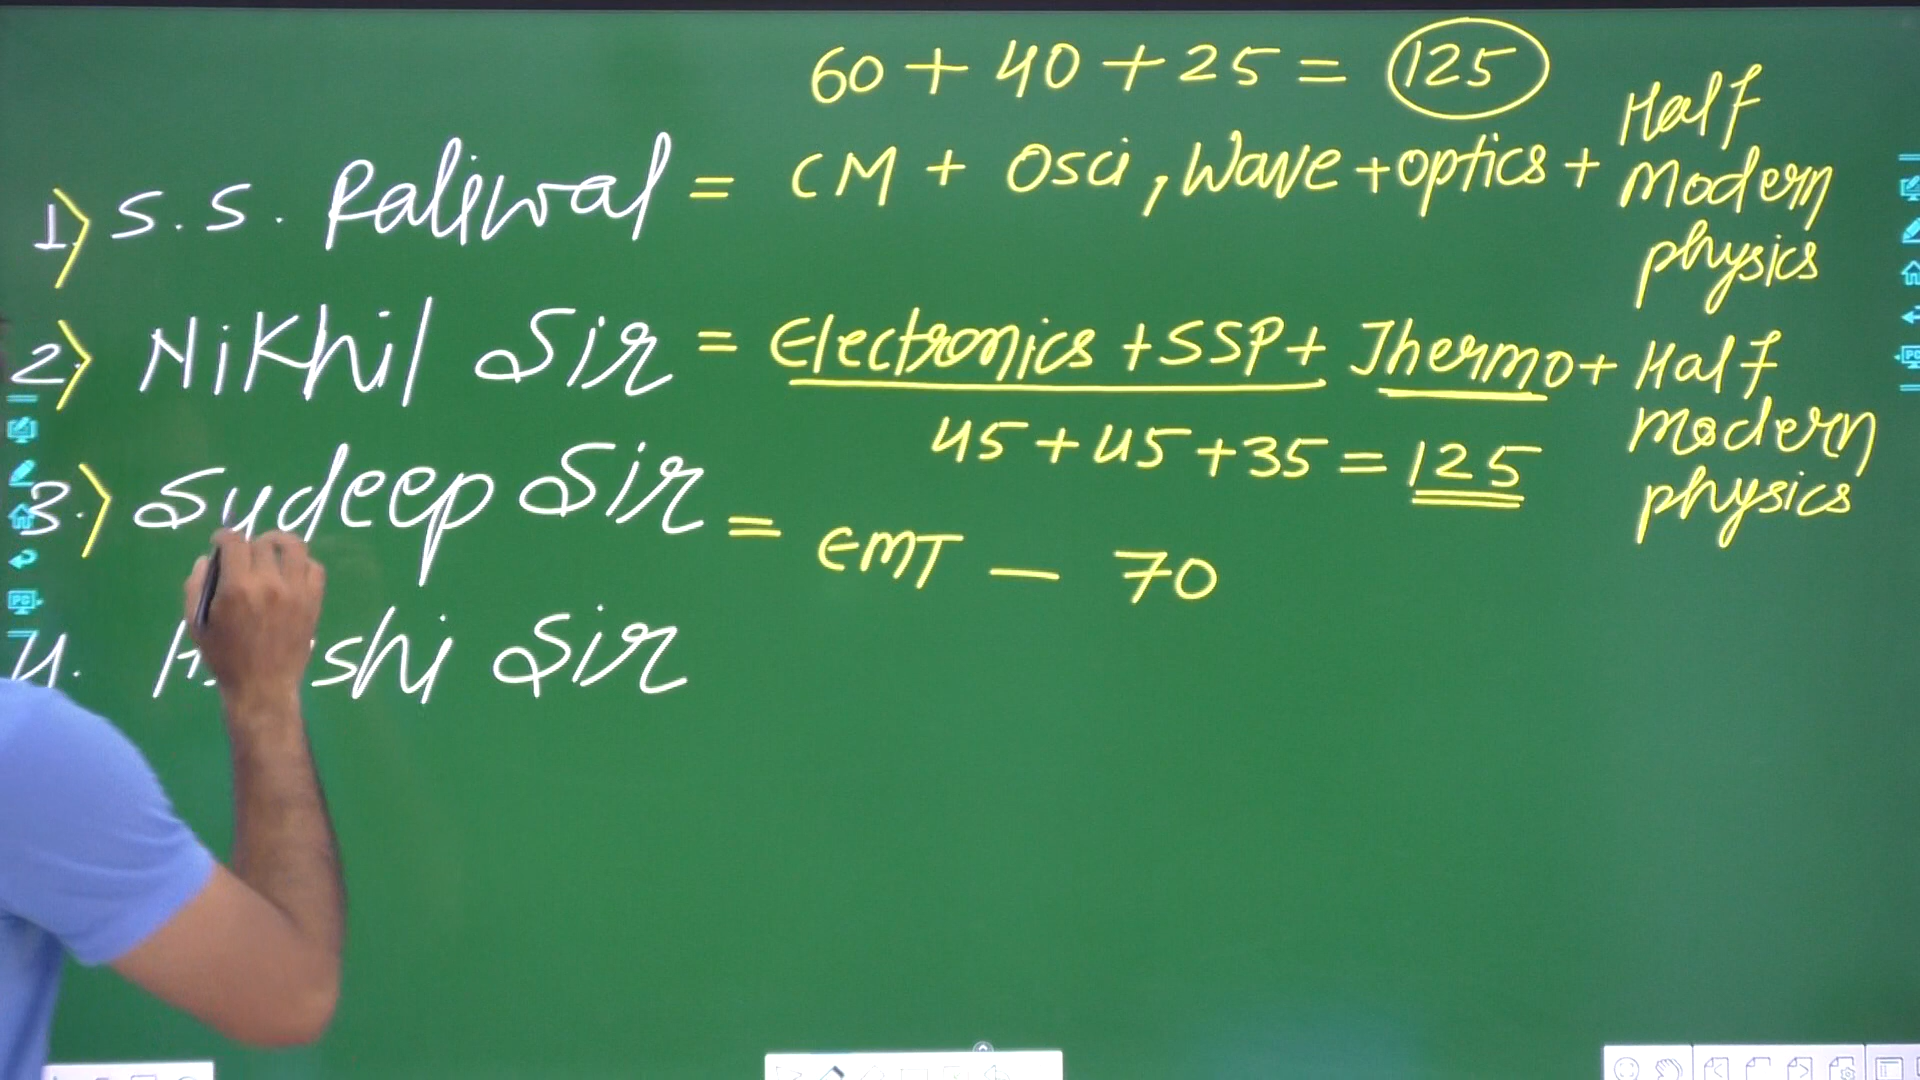 60 + 40 + 25 = 125
1) S. S. Paliwal = CM + Osci, Wave + optics + Half Modern physics
2) Nikhil Sir = Electronics + SSP + Thermo + Half modern physics
45 + 45 + 35 = 125
3.) Sudeep Sir = EMT — 70
4. Sir